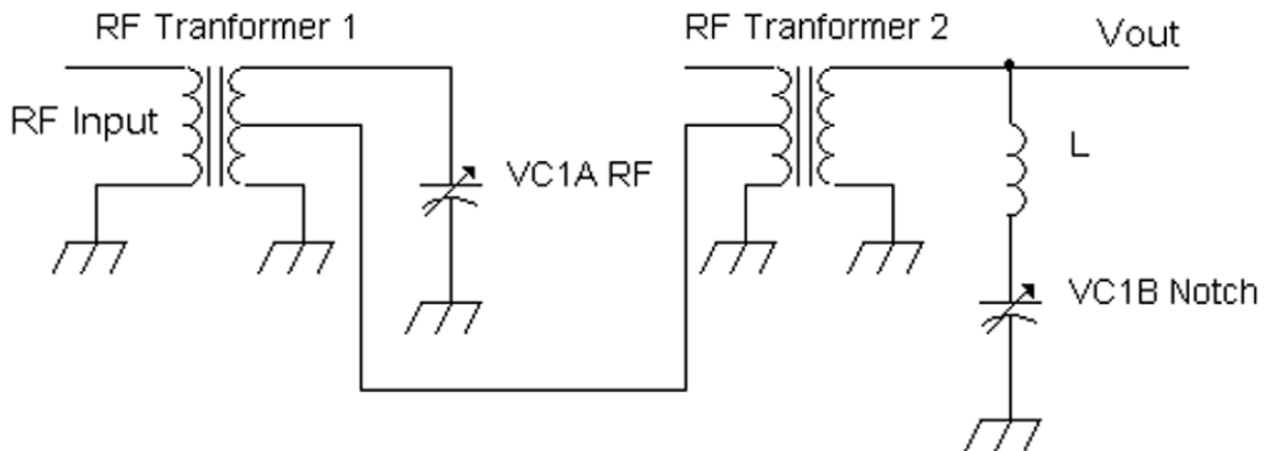 RF Tranformer 1
RF Tranformer 2
Vout
RF Input
L
VC1A RF
VC1B Notch